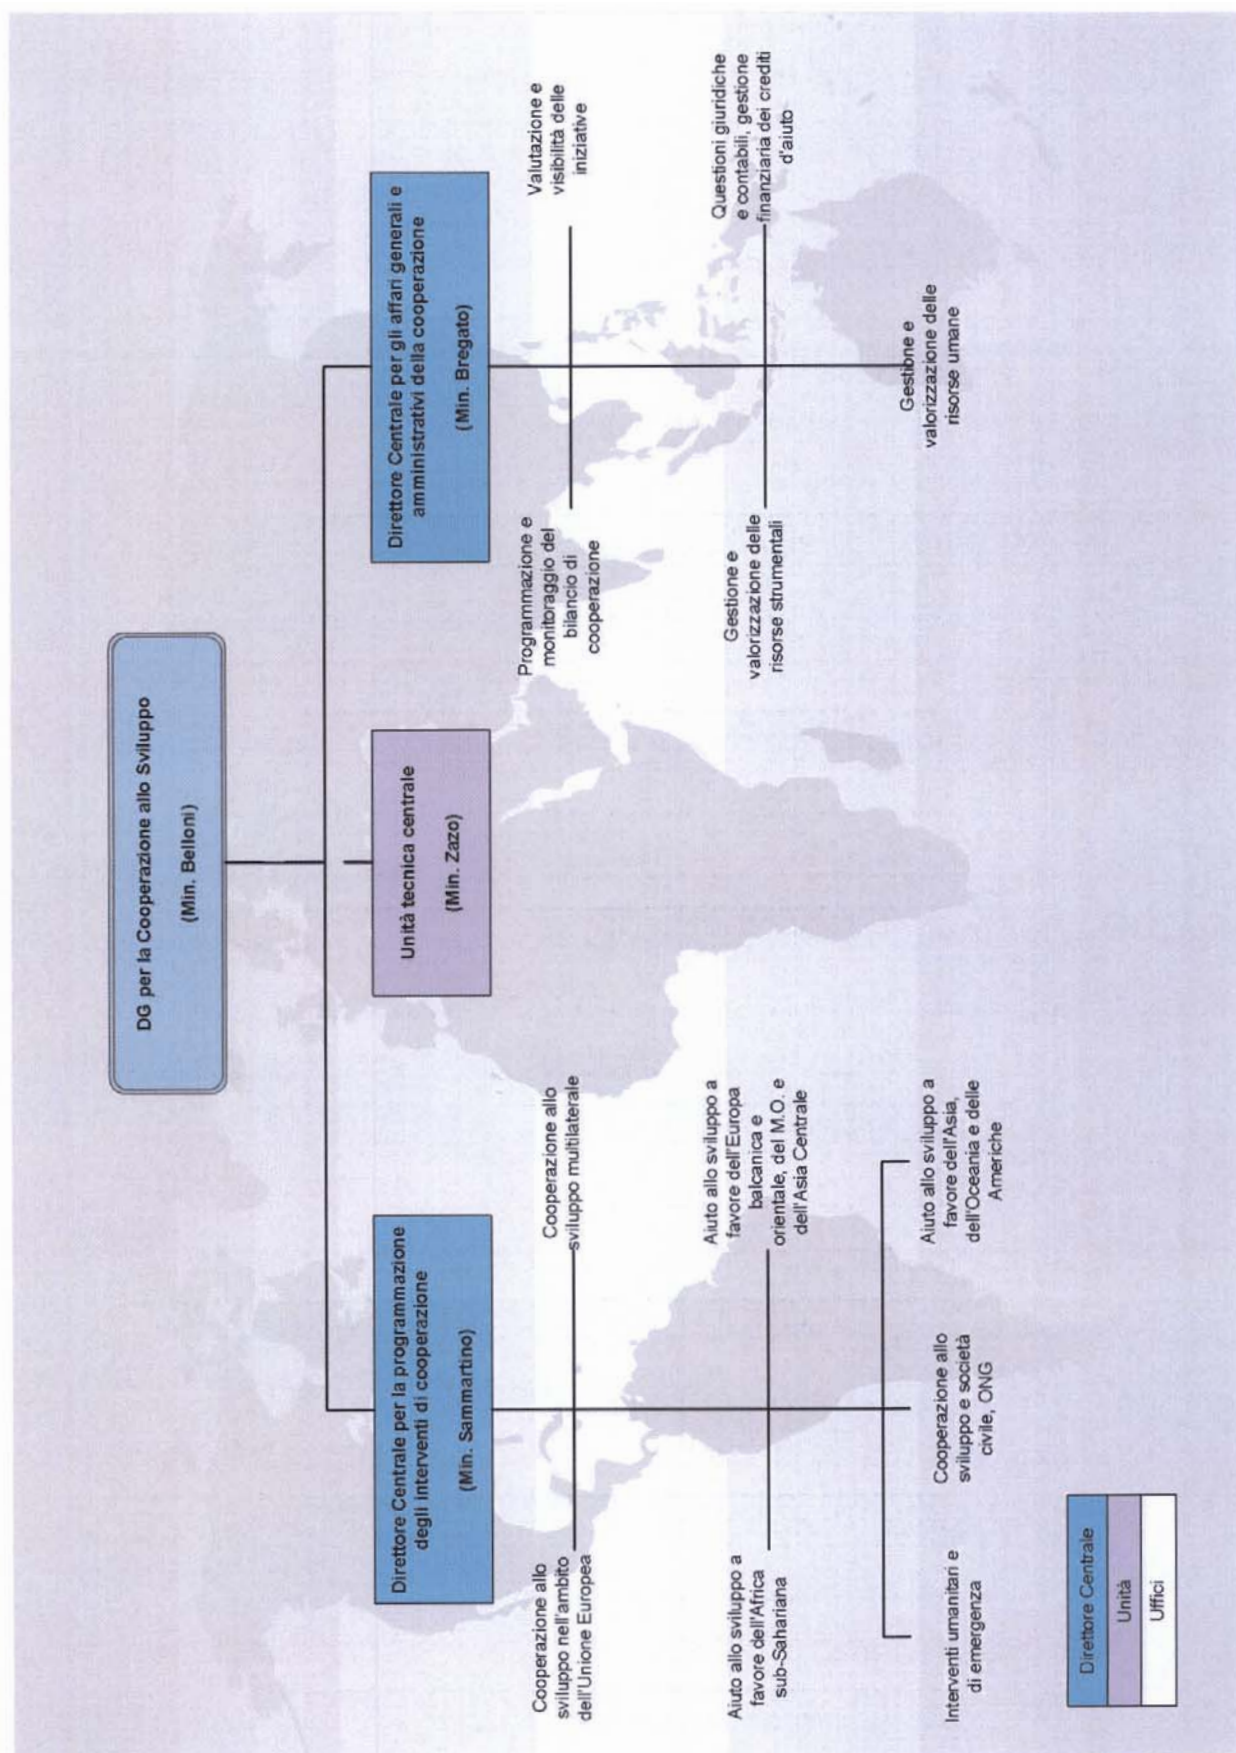 DG per la Cooperazione allo Sviluppo
(Min. Belloni)
Direttore Centrale per la programmazione
degli interventi di cooperazione
(Min. Sammartino)
Unità tecnica centrale
(Min. Zazo)
Direttore Centrale per gli affari generali e
amministrativi della cooperazione
(Min. Bregato)
Cooperazione allo
sviluppo nell'ambito
dell'Unione Europea
Cooperazione allo
sviluppo multilaterale
Aiuto allo sviluppo a
favore dell'Africa
sub-Sahariana
Aiuto allo sviluppo a
favore dell'Europa
balcanica e
orientale, del M.O. e
dell'Asia Centrale
Interventi umanitari e
di emergenza
Cooperazione allo
sviluppo e società
civile, ONG
Aiuto allo sviluppo a
favore dell'Asia,
dell'Oceania e delle
Americhe
Programmazione e
monitoraggio del
bilancio di
cooperazione
Valutazione e
visibilità delle
iniziative
Gestione e
valorizzazione delle
risorse strumentali
Questioni giuridiche
e contabili, gestione
finanziaria dei crediti
d'aiuto
Gestione e
valorizzazione delle
risorse umane
Direttore Centrale
Unità
Uffici